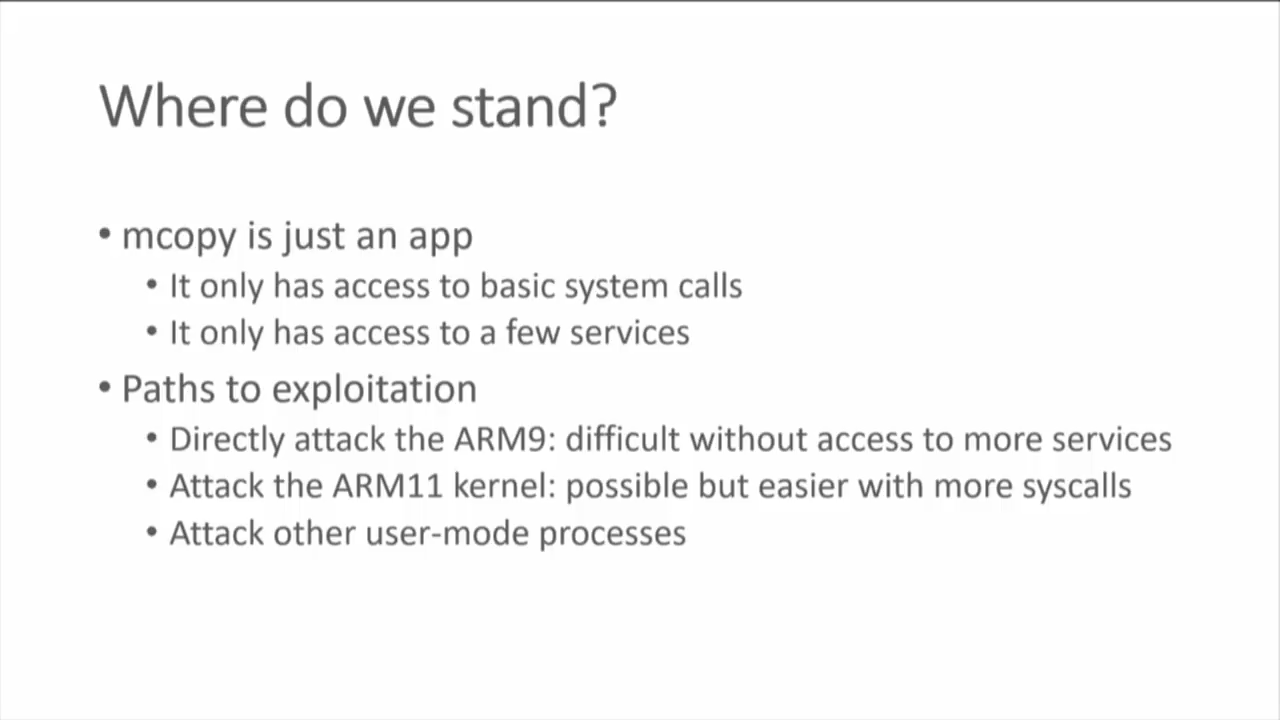 Where do we stand?
• mcopy is just an app
• It only has access to basic system calls
• It only has access to a few services
• Paths to exploitation
• Directly attack the ARM9: difficult without access to more services
• Attack the ARM11 kernel: possible but easier with more syscalls
• Attack other user-mode processes